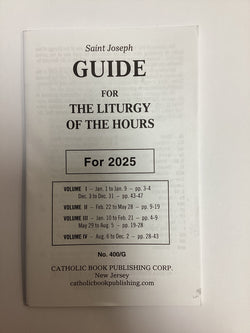 Saint Joseph
GUIDE
FOR
THE LITURGY
OF THE HOURS
For 2025
VOLUME I – Jan. 1 to Jan. 9 – pp. 3-4
Dec. 3 to Dec. 31 – pp. 43-47
VOLUME II – Feb. 22 to May 28 – pp. 9-19
VOLUME III – Jan. 10 to Feb. 21 – pp. 4-9
May 29 to Aug. 5 – pp. 19-28
VOLUME IV – Aug. 6 to Dec. 2 – pp. 28-43
No. 400/G
CATHOLIC BOOK PUBLISHING CORP.
New Jersey
catholicbookpublishing.com